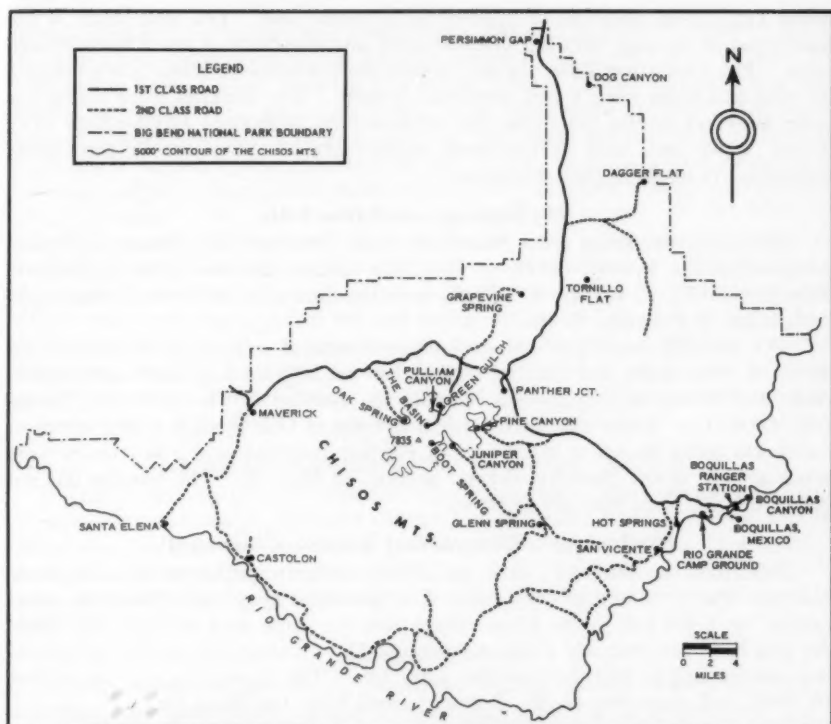 PERSIMMON GAP
N
LEGEND
1ST CLASS ROAD
2ND CLASS ROAD
BIG BEND NATIONAL PARK BOUNDARY
5000' CONTOUR OF THE CHISOS MTS.
DOG CANYON
DAGGER FLAT
GRAPEVINE
SPRING
TORNILLO
FLAT
PULLIAM
CANYON
GREEN GULCH
PANTHER JCT.
THE BASIN
OAK SPRING
MAVERICK
PINE CANYON
7835
BOOT SPRING
JUNIPER
CANYON
CHISOS MTS.
BOQUILLAS
RANGER
STATION
BOQUILLAS
CANYON
SANTA ELENA
GLENN SPRING
HOT SPRINGS
BOQUILLAS,
MEXICO
SAN VICENTE
RIO GRANDE
CAMP GROUND
CASTOLON
RIO GRANDE RIVER
SCALE
0 2 4
MILES